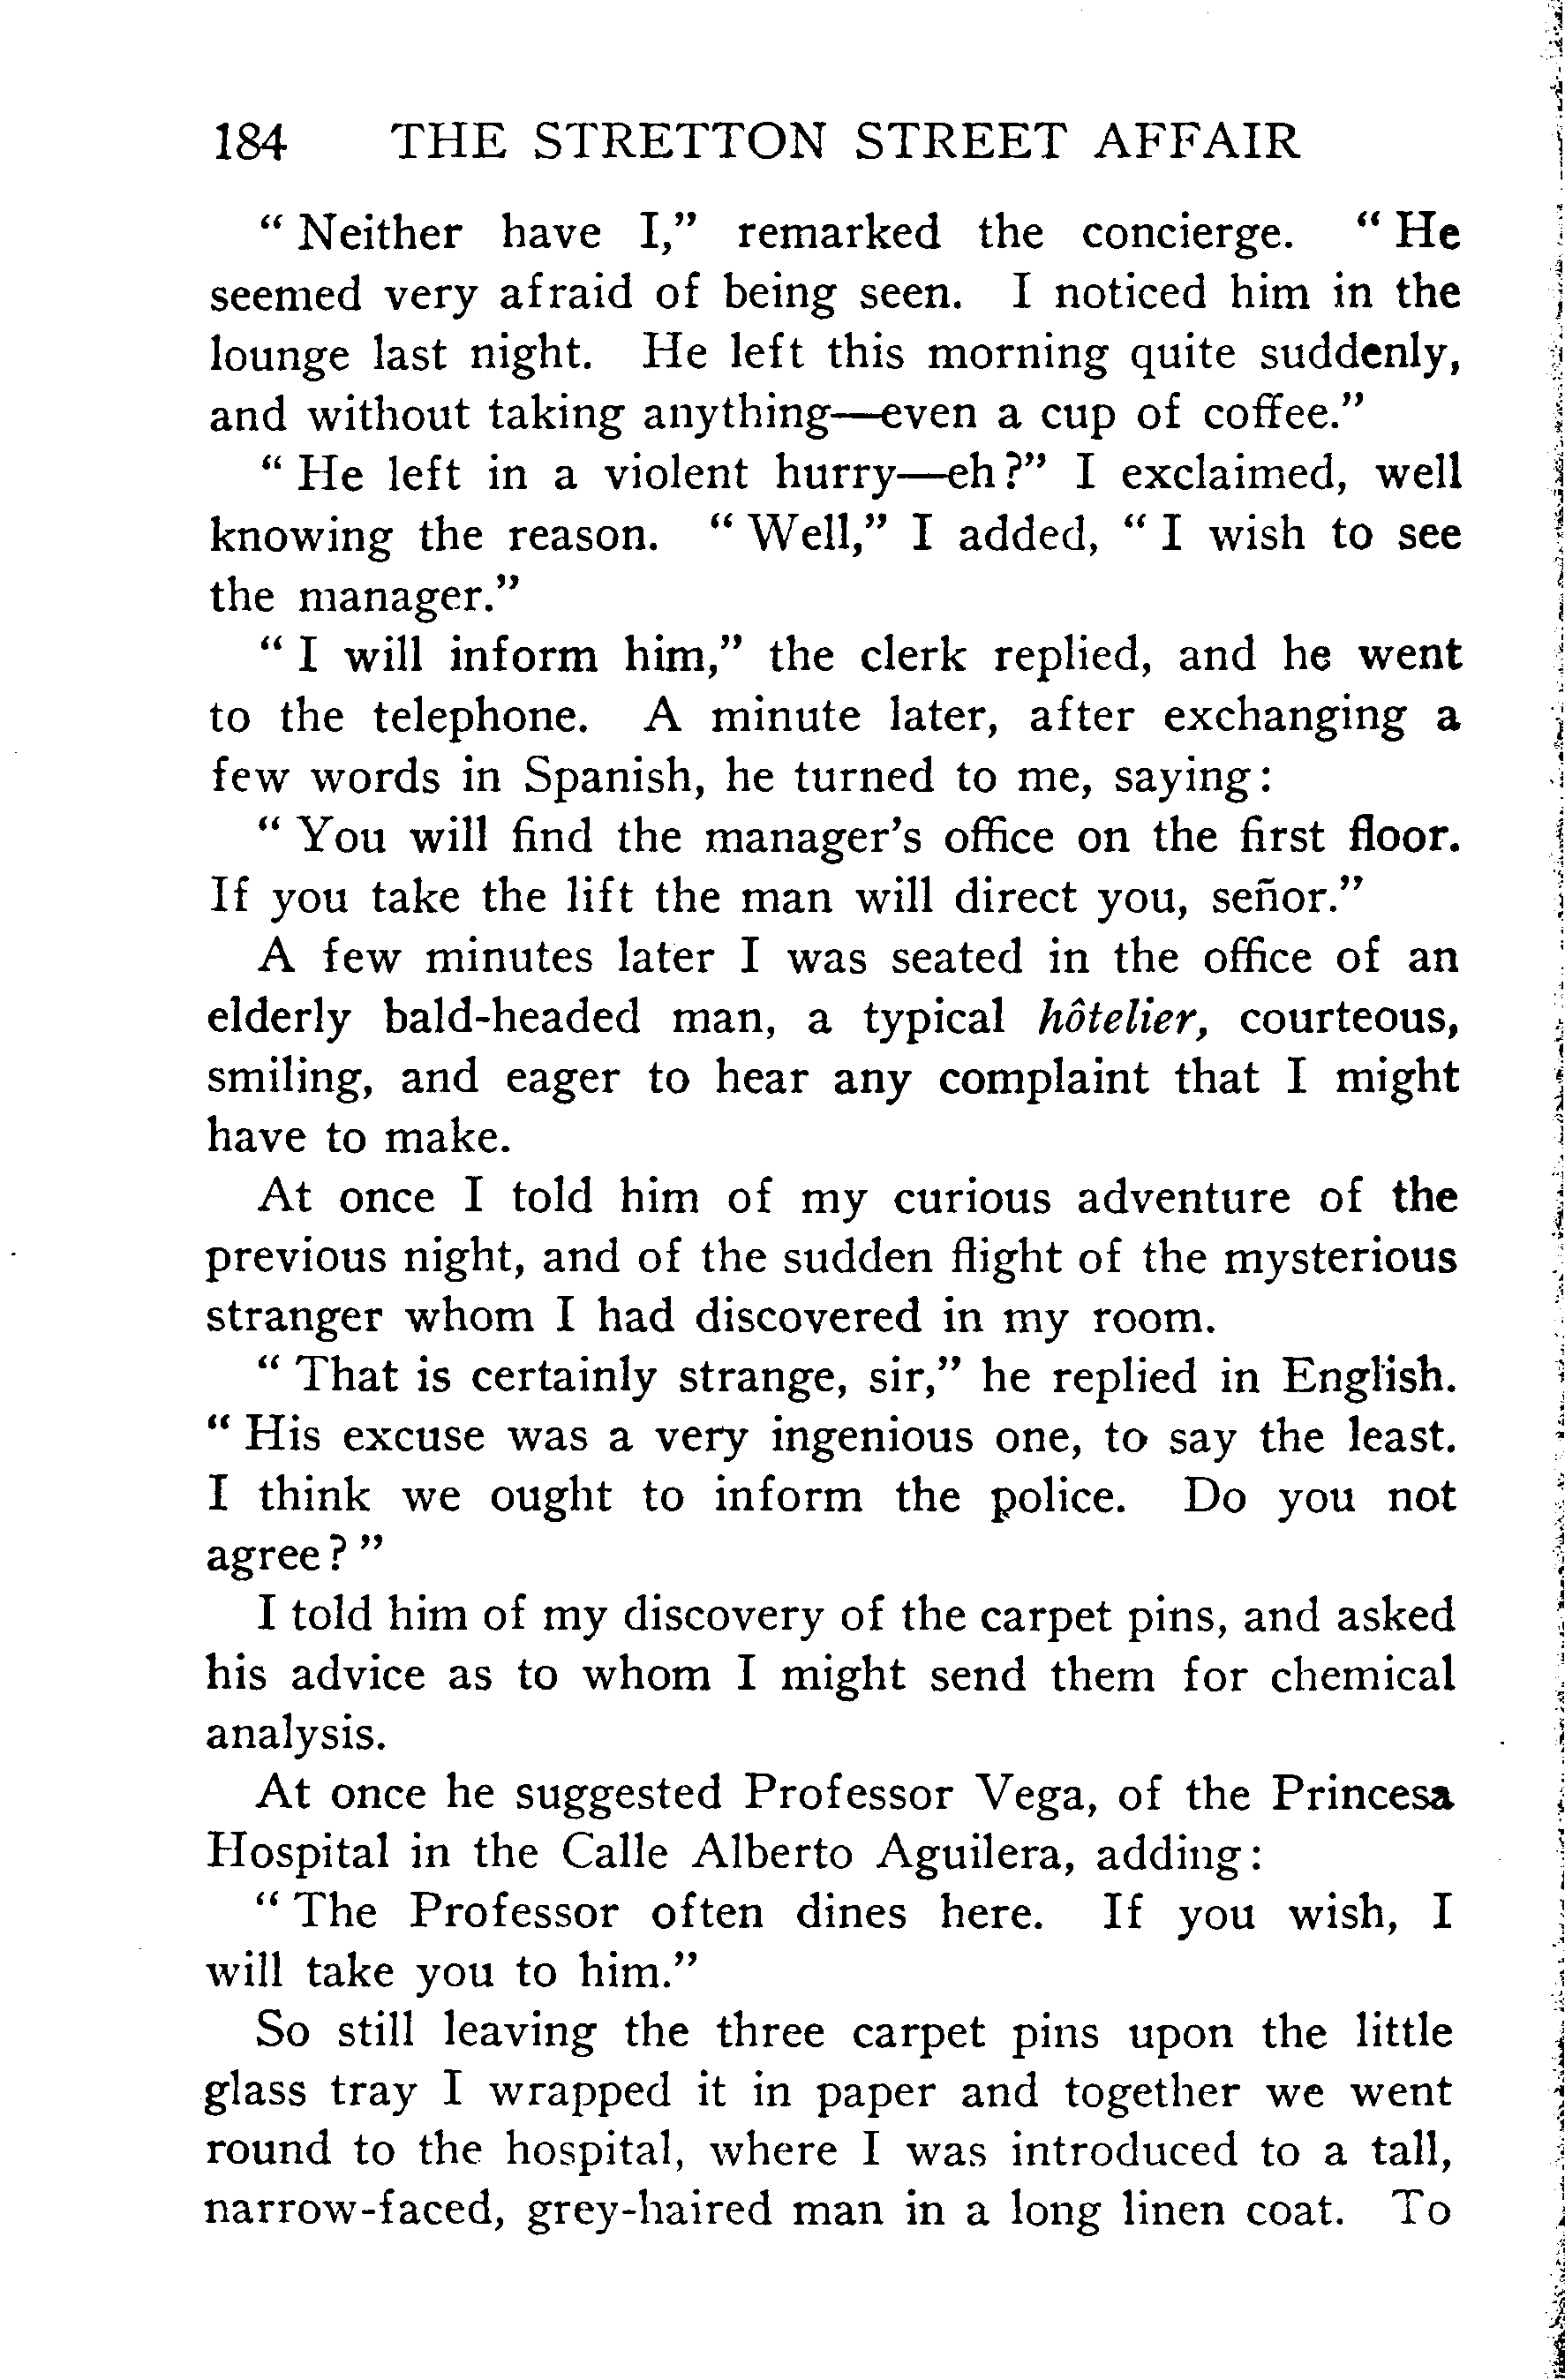 184 THE STRETTON STREET AFFAIR
“ Neither have I,” remarked the concierge. “ He
seemed very afraid of being seen. I noticed him in the
lounge last night. He left this morning quite suddenly,
and without taking anything—even a cup of coffee.”
“ He left in a violent hurry—eh?” I exclaimed, well
knowing the reason. “ Well,” I added, “ I wish to see
the manager.”
“ I will inform him,” the clerk replied, and he went
to the telephone. A minute later, after exchanging a
few words in Spanish, he turned to me, saying:
“ You will find the manager’s office on the first floor.
If you take the lift the man will direct you, señor.”
A few minutes later I was seated in the office of an
elderly bald-headed man, a typical hôtelier, courteous,
smiling, and eager to hear any complaint that I might
have to make.
At once I told him of my curious adventure of the
previous night, and of the sudden flight of the mysterious
stranger whom I had discovered in my room.
“ That is certainly strange, sir,” he replied in English.
“ His excuse was a very ingenious one, to say the least.
I think we ought to inform the police. Do you not
agree? ”
I told him of my discovery of the carpet pins, and asked
his advice as to whom I might send them for chemical
analysis.
At once he suggested Professor Vega, of the Princesa
Hospital in the Calle Alberto Aguilera, adding:
“ The Professor often dines here. If you wish, I
will take you to him.”
So still leaving the three carpet pins upon the little
glass tray I wrapped it in paper and together we went
round to the hospital, where I was introduced to a tall,
narrow-faced, grey-haired man in a long linen coat. To